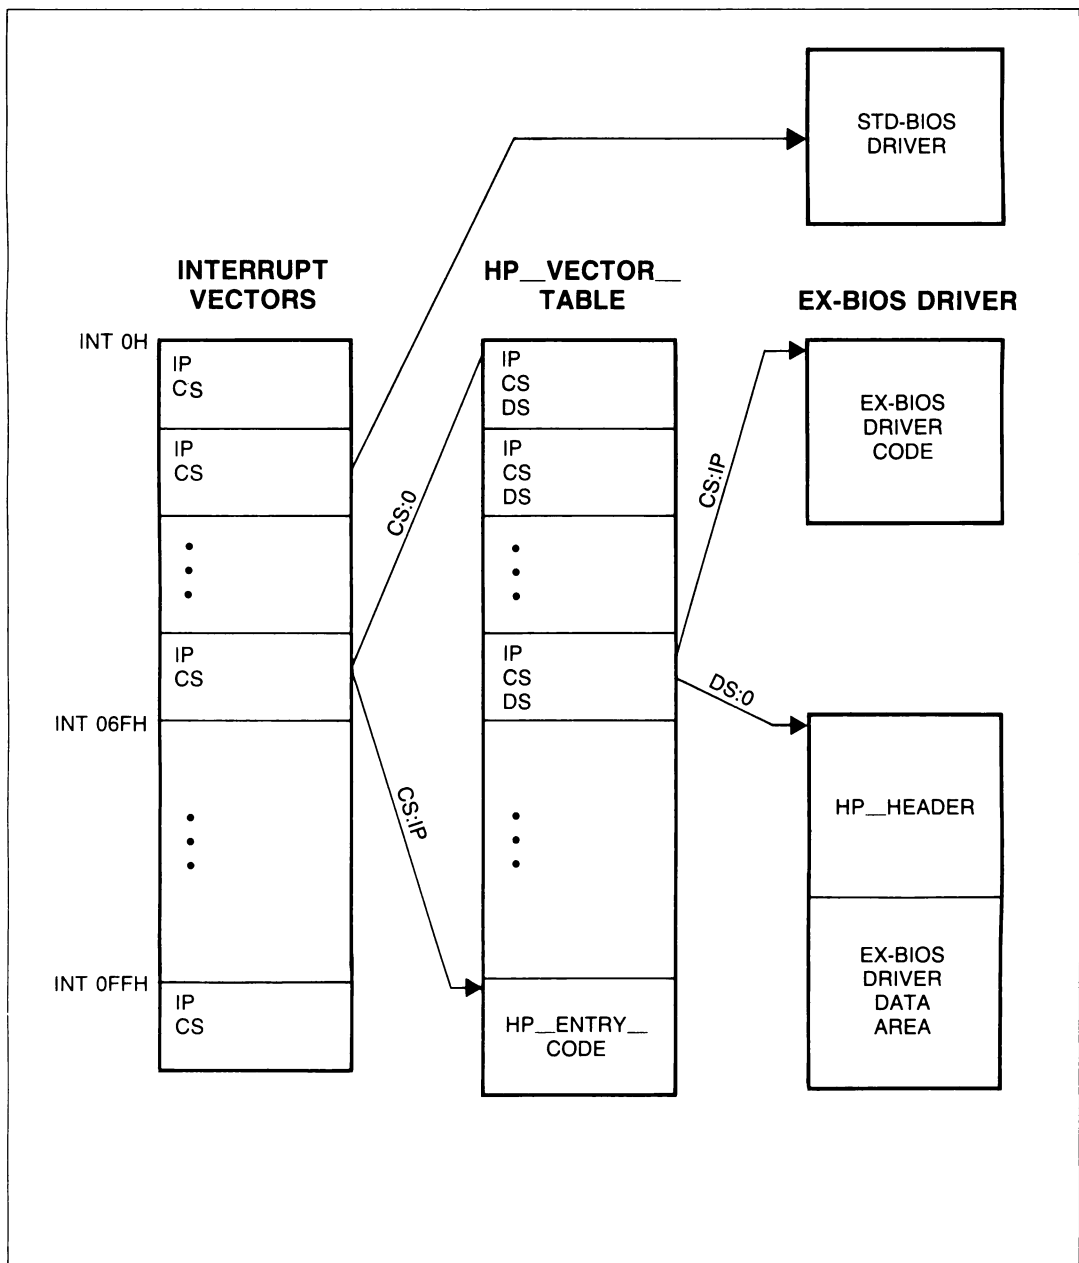 STD-BIOS
DRIVER
INTERRUPT
VECTORS
HP__VECTOR__
TABLE
EX-BIOS DRIVER
INT 0H
IP
CS
IP
CS
IP
CS
INT 06FH
INT 0FFH
IP
CS
CS:0
CS:IP
IP
CS
DS
IP
CS
DS
IP
CS
DS
HP__ENTRY__
CODE
CS:IP
DS:0
EX-BIOS
DRIVER
CODE
HP__HEADER
EX-BIOS
DRIVER
DATA
AREA